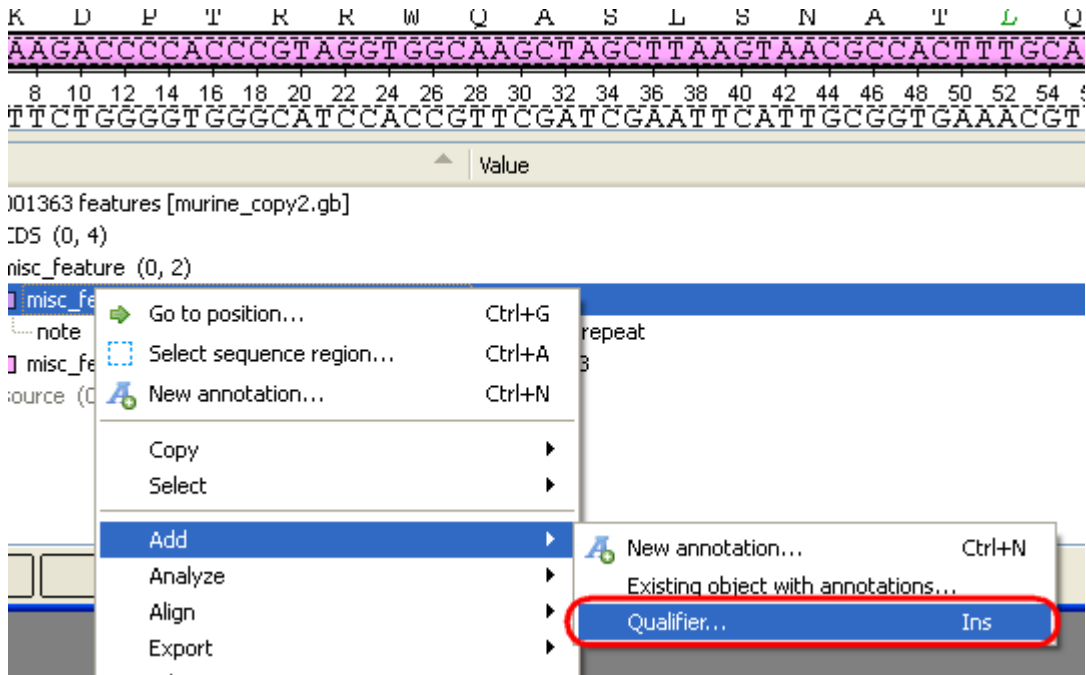 K D P T R R W Q A S L S N A T L Q
AAGACCCCACCCGTAGGTGGCAAGCTAGCTTAAGTAACGCCACTTTGCA
8 10 12 14 16 18 20 22 24 26 28 30 32 34 36 38 40 42 44 46 48 50 52 54
TTCTGGGGTGGGCATCCACCGTTCGATCGAATTCATTGCGGTGAAACGT
Value
001363 features [murine_copy2.gb]
CDS (0, 4)
misc_feature (0, 2)
misc_fe
note
repeat
misc_fe
source (0
Go to position... Ctrl+G
Select sequence region... Ctrl+A
New annotation... Ctrl+N
Copy
Select
Add
Analyze
Align
Export
New annotation... Ctrl+N
Existing object with annotations...
Qualifier... Ins